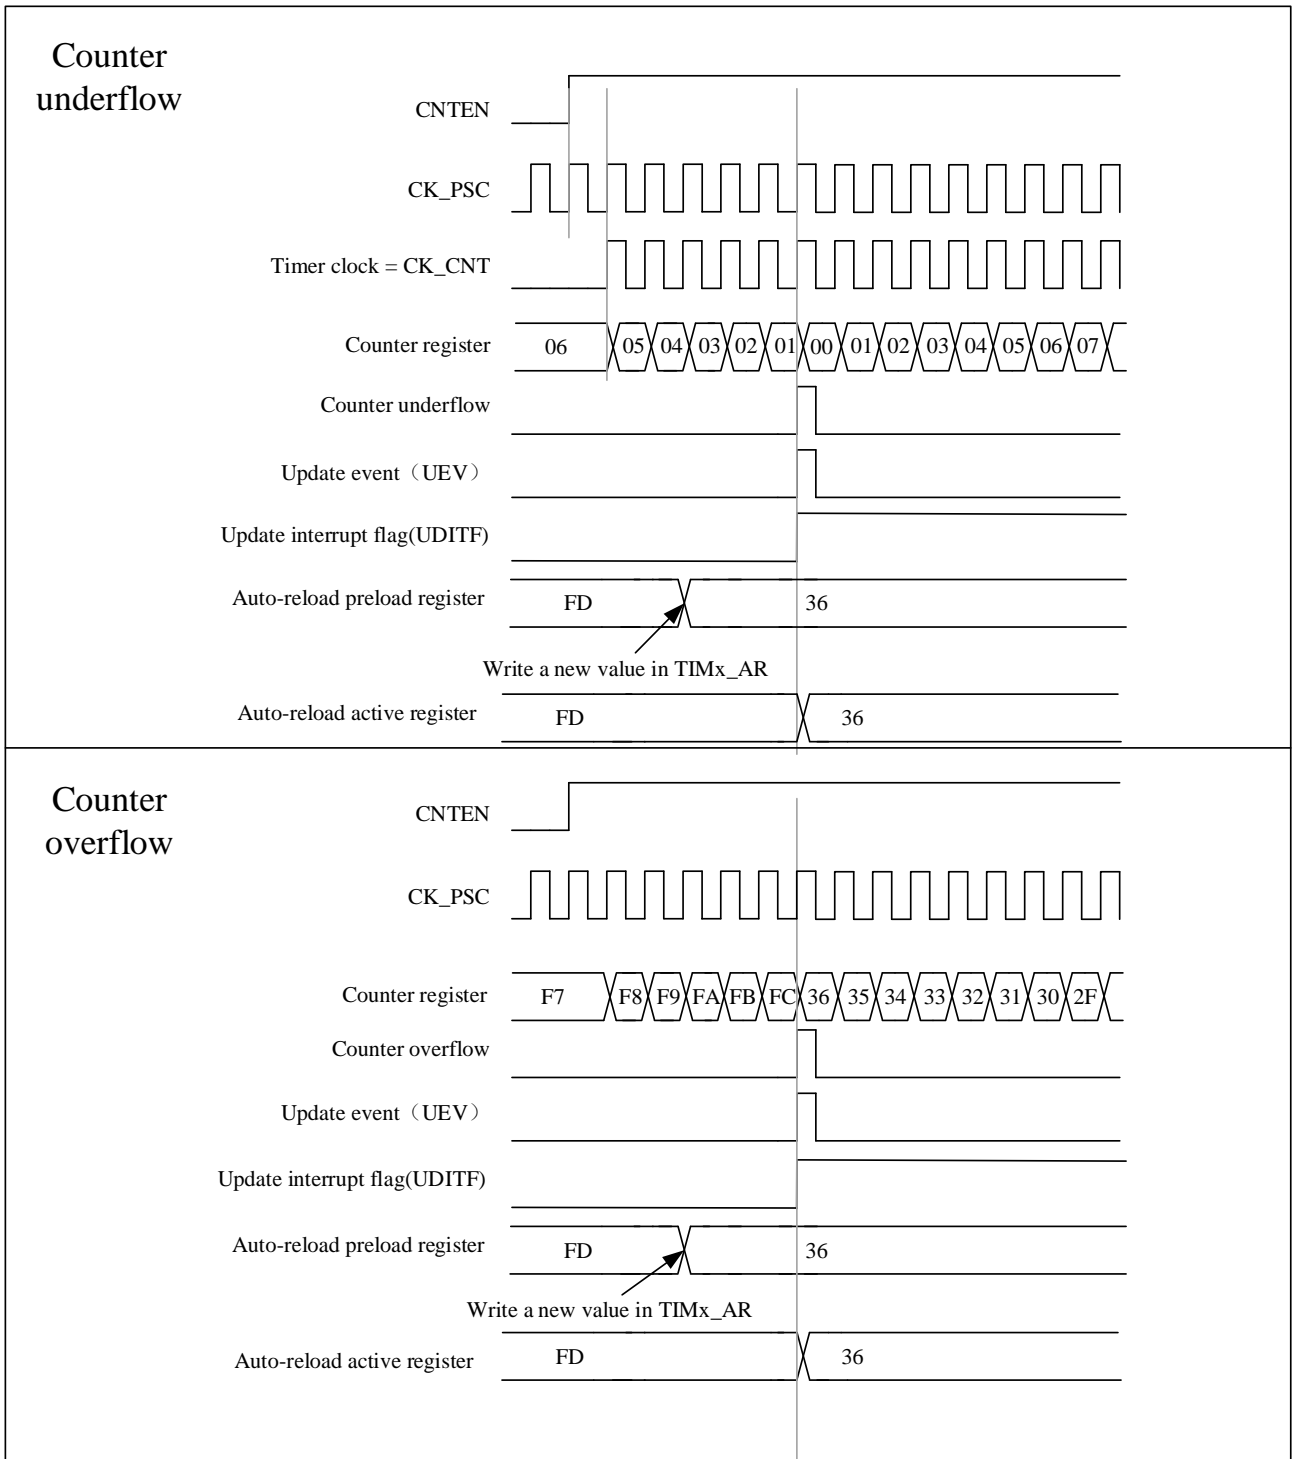 Counter
underflow
CNTEN
CK_PSC
Timer clock = CK_CNT
Counter register 06 05 04 03 02 01 00 01 02 03 04 05 06 07
Counter underflow
Update event（UEV）
Update interrupt flag(UDITF)
Auto-reload preload register FD 36
Write a new value in TIMx_AR
Auto-reload active register FD 36
Counter
overflow
CNTEN
CK_PSC
Counter register F7 F8 F9 FA FB FC 36 35 34 33 32 31 30 2F
Counter overflow
Update event（UEV）
Update interrupt flag(UDITF)
Auto-reload preload register FD 36
Write a new value in TIMx_AR
Auto-reload active register FD 36